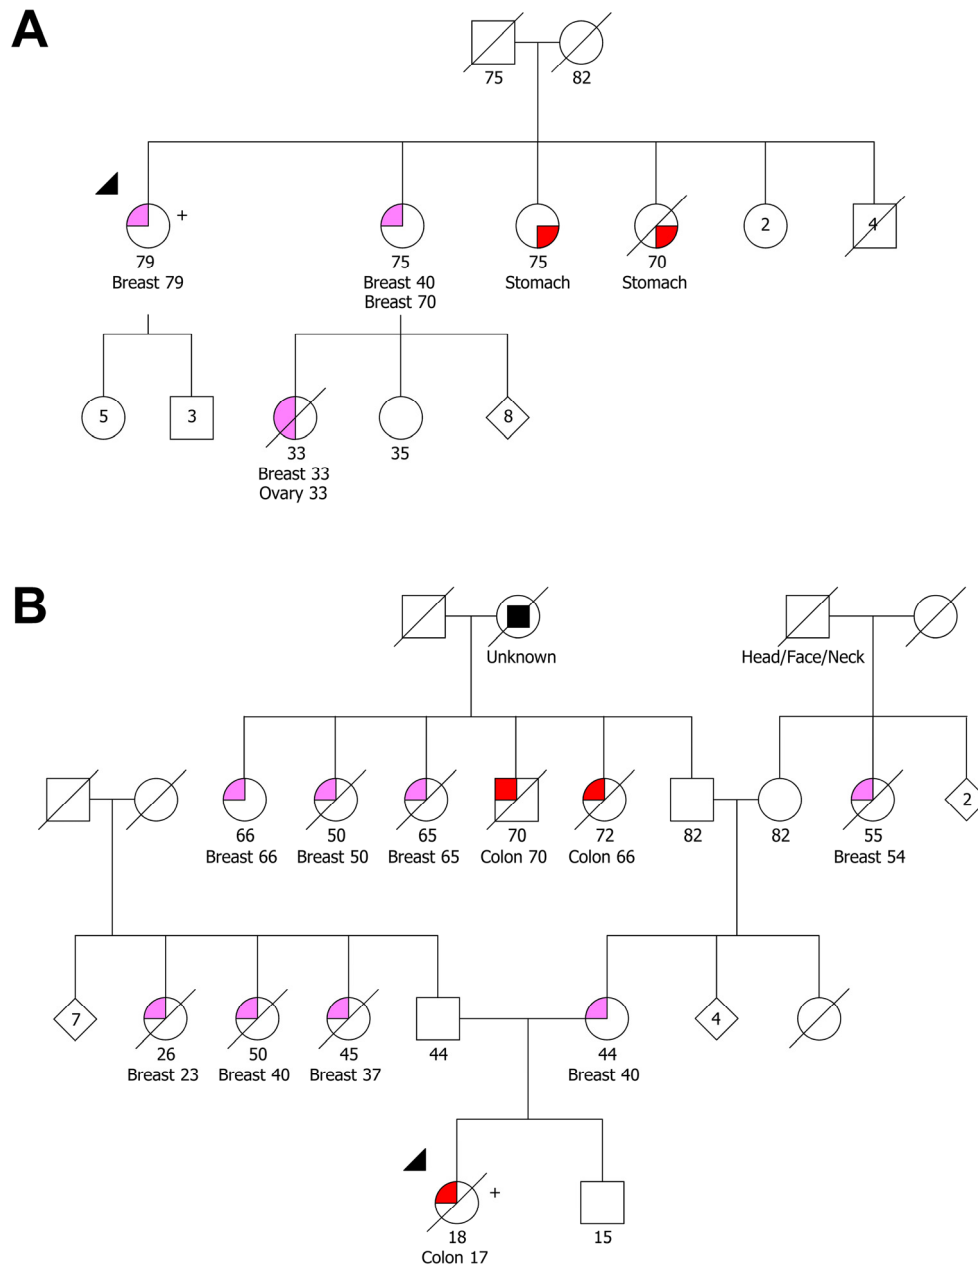 A
75 82
+ 2 4
79 75 75 70
Breast 79 Breast 40 Stomach Stomach
Breast 70
5 3 8
33 35
Breast 33
Ovary 33
B
Unknown Head/Face/Neck
2
66 50 65 70 72 82 82 55
Breast 66 Breast 50 Breast 65 Colon 70 Colon 66 Breast 54
7 4
26 50 45 44 44
Breast 23 Breast 40 Breast 37 Breast 40
+
18 15
Colon 17